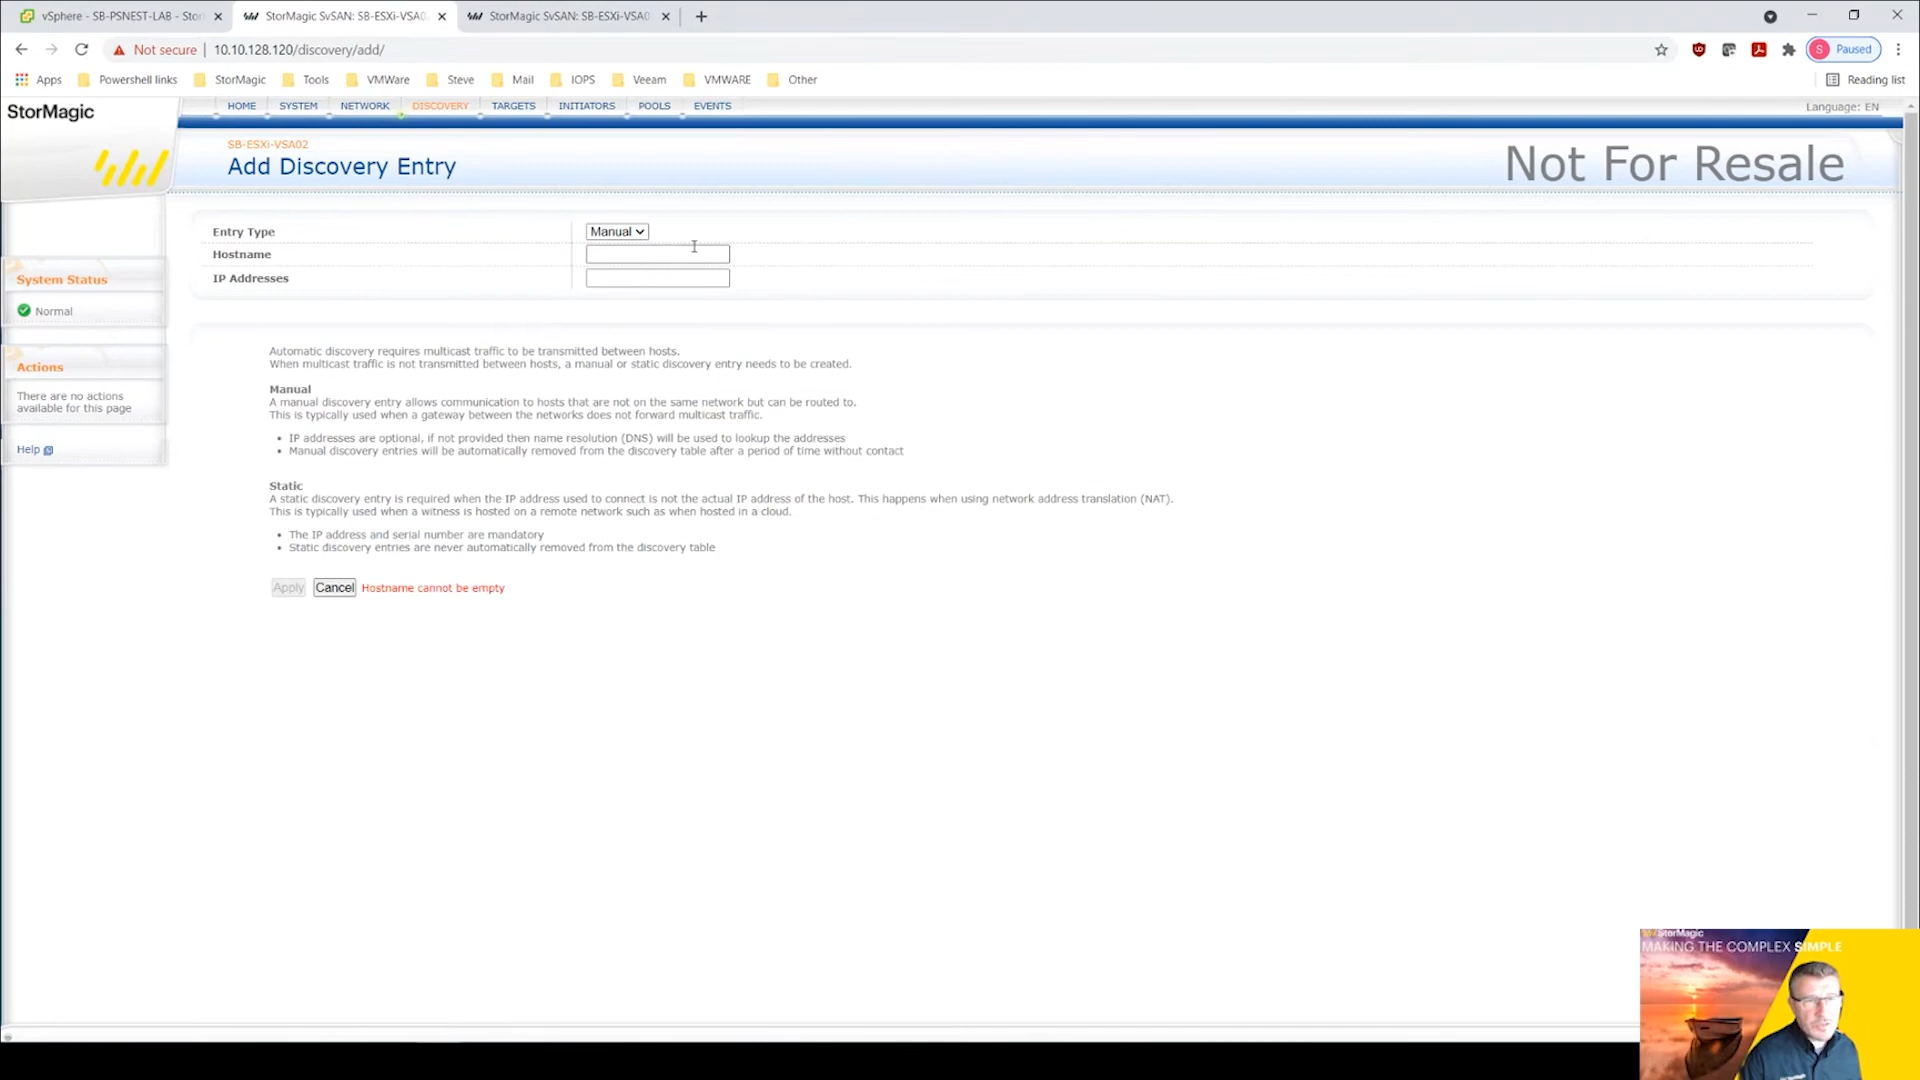 vSphere - SB-PSNEST-LAB - Stor
StorMagic SvSAN: SB-ESXi-VSA0
StorMagic SvSAN: SB-ESXi-VSA0
Not secure
10.10.128.120/discovery/add/
S Paused
Apps
Powershell links
StorMagic
Tools
VMWare
Steve
Mail
IOPS
Veeam
VMWARE
Other
Reading list
StorMagic
HOME
SYSTEM
NETWORK
DISCOVERY
TARGETS
INITIATORS
POOLS
EVENTS
Language: EN
SB-ESXi-VSA02
Add Discovery Entry
Not For Resale
Entry Type
Manual
Hostname
IP Addresses
System Status
Normal
Actions
There are no actions
available for this page
Help
Automatic discovery requires multicast traffic to be transmitted between hosts.
When multicast traffic is not transmitted between hosts, a manual or static discovery entry needs to be created.
Manual
A manual discovery entry allows communication to hosts that are not on the same network but can be routed to.
This is typically used when a gateway between the networks does not forward multicast traffic.
• IP addresses are optional, if not provided then name resolution (DNS) will be used to lookup the addresses
• Manual discovery entries will be automatically removed from the discovery table after a period of time without contact
Static
A static discovery entry is required when the IP address used to connect is not the actual IP address of the host. This happens when using network address translation (NAT).
This is typically used when a witness is hosted on a remote network such as when hosted in a cloud.
• The IP address and serial number are mandatory
• Static discovery entries are never automatically removed from the discovery table
Apply
Cancel
Hostname cannot be empty
StorMagic
MAKING THE COMPLEX SIMPLE